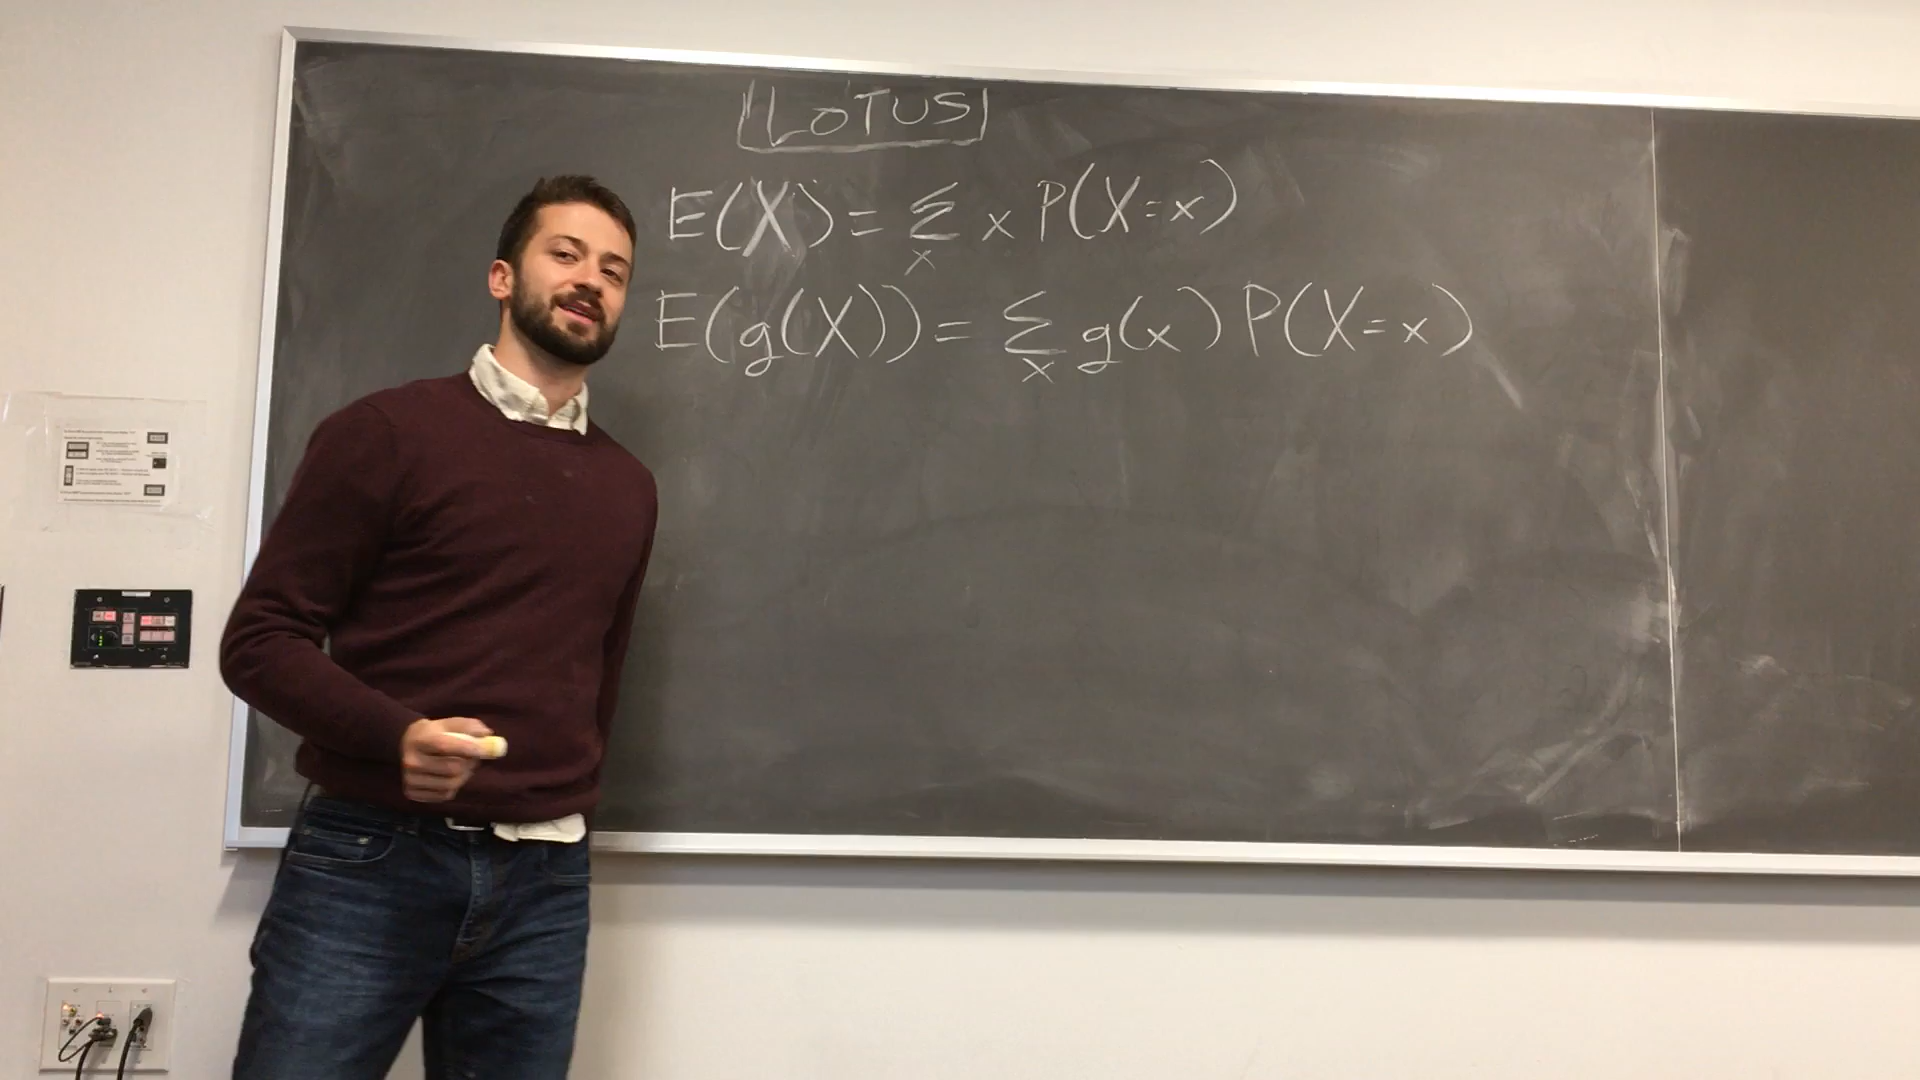 LOTUS
E(X) = Σ_x x P(X=x)
E(g(X)) = Σ_x g(x) P(X=x)